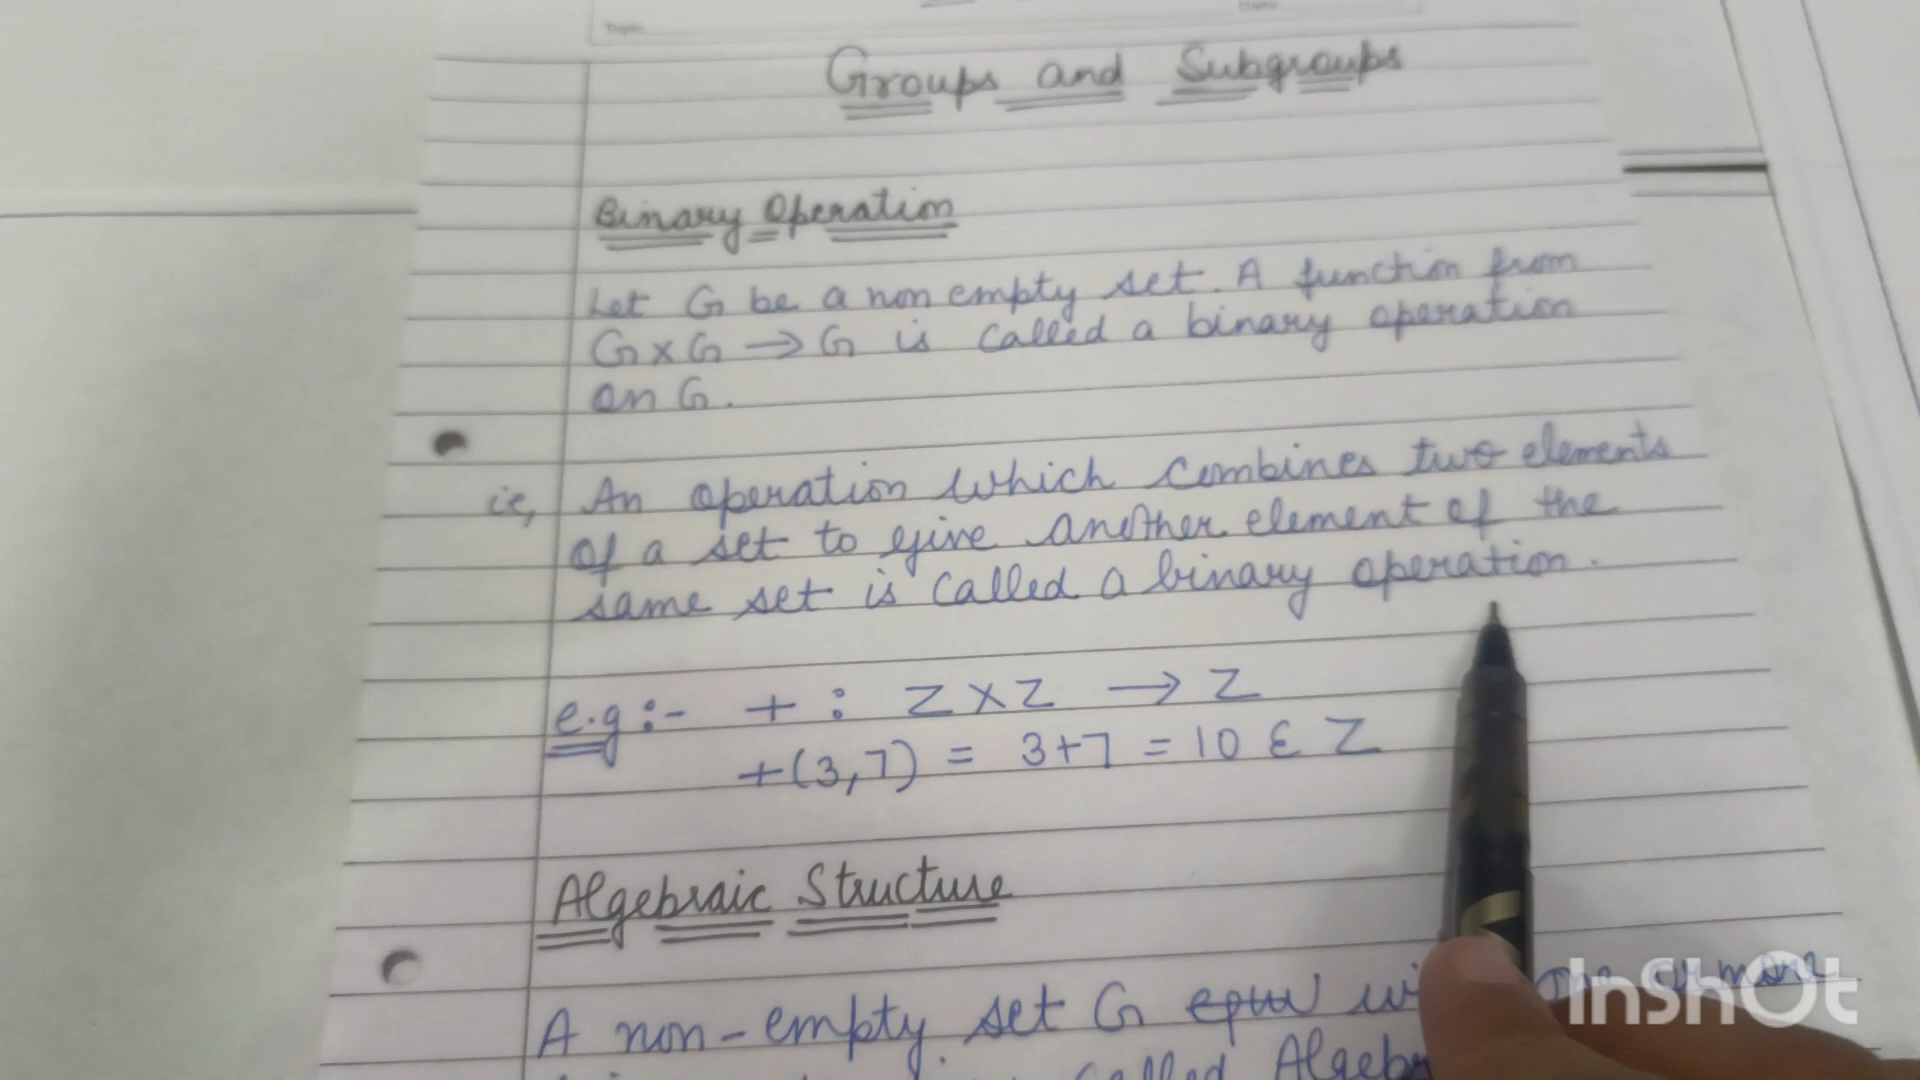 Groups and Subgroups
Binary Operation
Let G be a non empty set. A function from
G×G → G is called a binary operation
on G.
ie, An operation which combines two elements
of a set to give another element of the
same set is called a binary operation.
e.g :- + : Z×Z → Z
+(3,7) = 3+7 = 10 ε Z
Algebraic Structure
A non-empty set G
called
InShOt